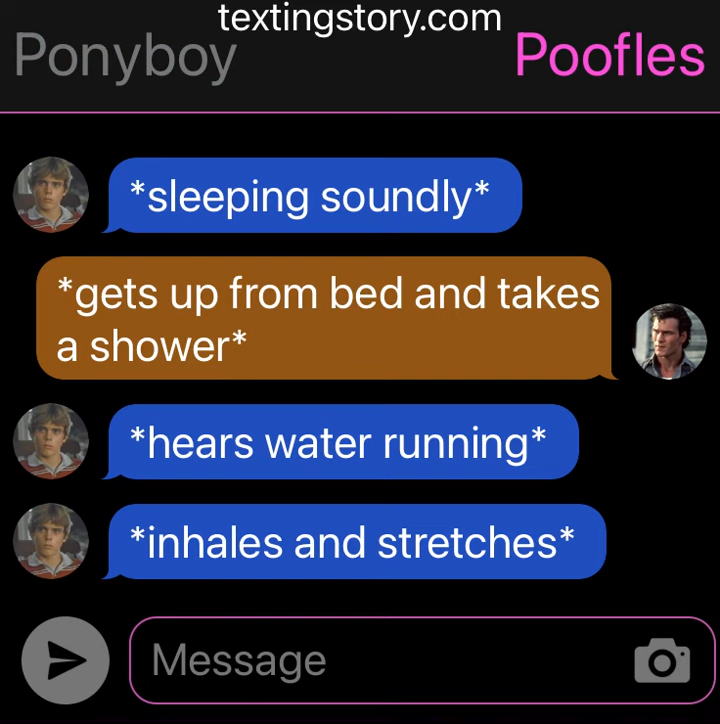 textingstory.com
Ponyboy
Poofles
*sleeping soundly*
*gets up from bed and takes
a shower*
*hears water running*
*inhales and stretches*
Message